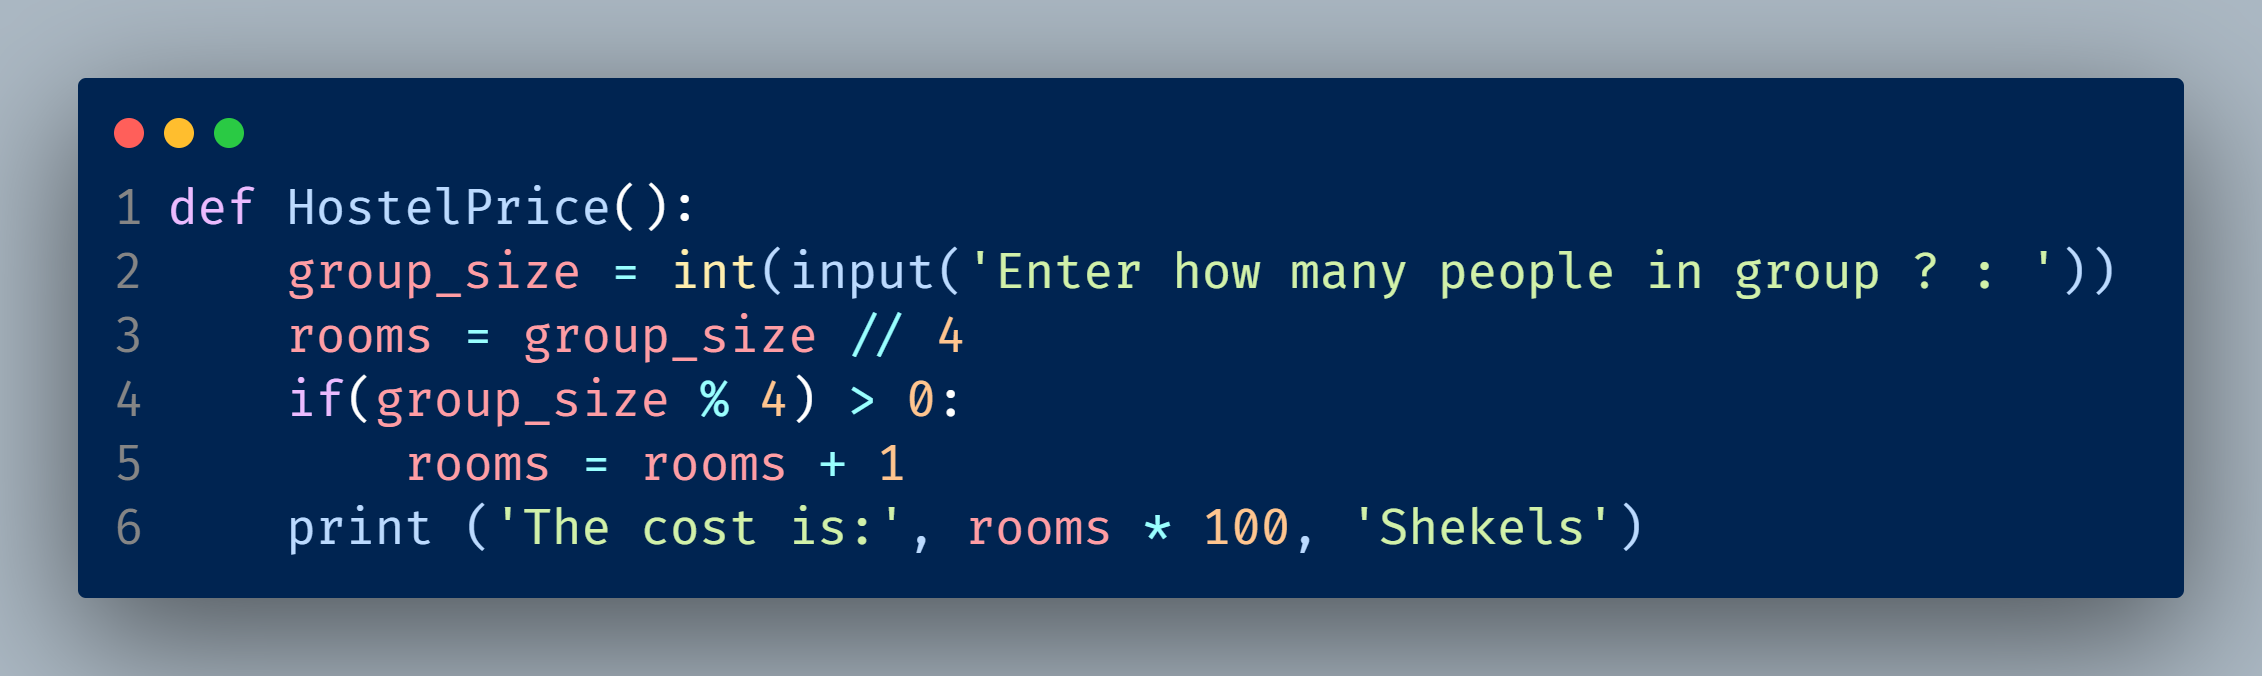 1 def HostelPrice():
2     group_size = int(input('Enter how many people in group ? : '))
3     rooms = group_size // 4
4     if(group_size % 4) > 0:
5         rooms = rooms + 1
6     print ('The cost is:', rooms * 100, 'Shekels')